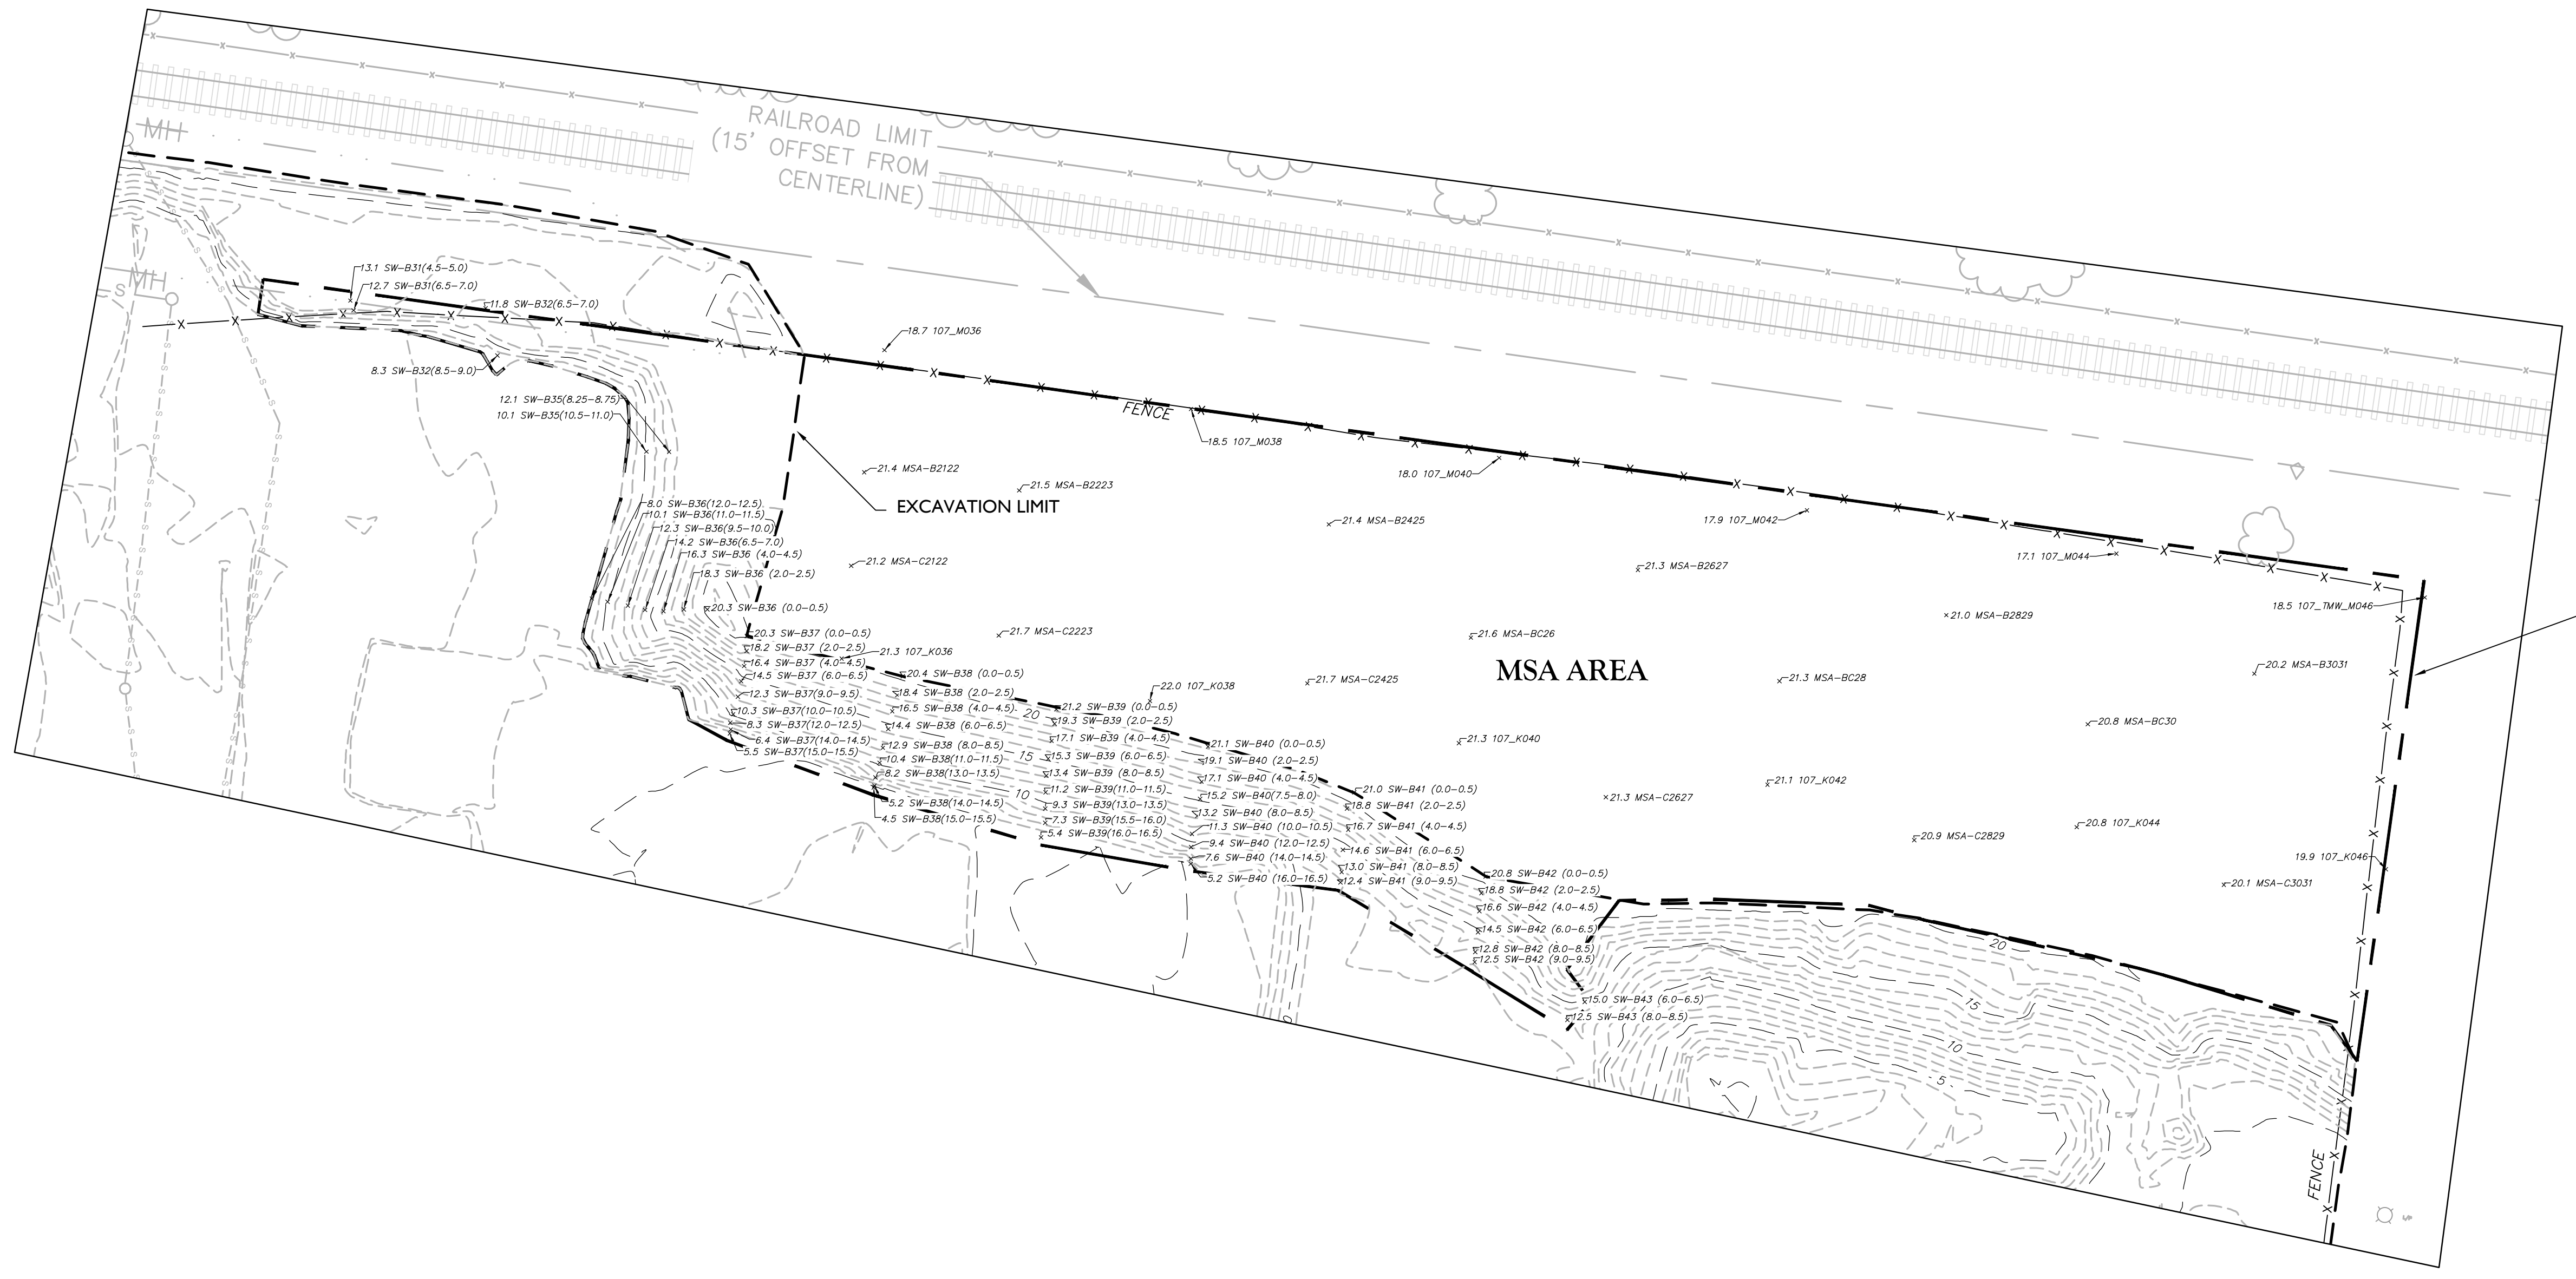 RAILROAD LIMIT
(15' OFFSET FROM
CENTERLINE)
MH
MH
S
13.1 SW-B31(4.5-5.0)
12.7 SW-B31(6.5-7.0)
11.8 SW-B32(6.5-7.0)
8.3 SW-B32(8.5-9.0)
12.1 SW-B35(8.25-8.75)
10.1 SW-B35(10.5-11.0)
18.7 107_M036
FENCE
18.5 107_M038
18.0 107_M040
17.9 107_M042
17.1 107_M044
18.5 107_TMW_M046
EXCAVATION LIMIT
21.4 MSA-B2122
21.5 MSA-B2223
21.4 MSA-B2425
21.3 MSA-B2627
21.0 MSA-B2829
20.2 MSA-B3031
21.2 MSA-C2122
21.7 MSA-C2223
21.6 MSA-BC26
MSA AREA
21.3 MSA-BC28
20.8 MSA-BC30
21.7 MSA-C2425
21.3 107_K036
22.0 107_K038
21.3 107_K040
21.1 107_K042
20.8 107_K044
19.9 107_K046
21.3 MSA-C2627
20.9 MSA-C2829
20.1 MSA-C3031
8.0 SW-B36(12.0-12.5)
10.1 SW-B36(11.0-11.5)
12.3 SW-B36(9.5-10.0)
14.2 SW-B36(6.5-7.0)
16.3 SW-B36 (4.0-4.5)
18.3 SW-B36 (2.0-2.5)
20.3 SW-B36 (0.0-0.5)
20.3 SW-B37 (0.0-0.5)
18.2 SW-B37 (2.0-2.5)
16.4 SW-B37 (4.0-4.5)
14.5 SW-B37 (6.0-6.5)
12.3 SW-B37(9.0-9.5)
10.3 SW-B37(10.0-10.5)
8.3 SW-B37(12.0-12.5)
6.4 SW-B37(14.0-14.5)
5.5 SW-B37(15.0-15.5)
20.4 SW-B38 (0.0-0.5)
18.4 SW-B38 (2.0-2.5)
16.5 SW-B38 (4.0-4.5)
14.4 SW-B38 (6.0-6.5)
12.9 SW-B38 (8.0-8.5)
10.4 SW-B38(11.0-11.5)
8.2 SW-B38(13.0-13.5)
5.2 SW-B38(14.0-14.5)
4.5 SW-B38(15.0-15.5)
20
15
10
21.2 SW-B39 (0.0-0.5)
19.3 SW-B39 (2.0-2.5)
17.1 SW-B39 (4.0-4.5)
15.3 SW-B39 (6.0-6.5)
13.4 SW-B39 (8.0-8.5)
11.2 SW-B39(11.0-11.5)
9.3 SW-B39(13.0-13.5)
7.3 SW-B39(15.5-16.0)
5.4 SW-B39(16.0-16.5)
21.1 SW-B40 (0.0-0.5)
19.1 SW-B40 (2.0-2.5)
17.1 SW-B40 (4.0-4.5)
15.2 SW-B40(7.5-8.0)
13.2 SW-B40 (8.0-8.5)
11.3 SW-B40 (10.0-10.5)
9.4 SW-B40 (12.0-12.5)
7.6 SW-B40 (14.0-14.5)
5.2 SW-B40 (16.0-16.5)
21.0 SW-B41 (0.0-0.5)
18.8 SW-B41 (2.0-2.5)
16.7 SW-B41 (4.0-4.5)
14.6 SW-B41 (6.0-6.5)
13.0 SW-B41 (8.0-8.5)
12.4 SW-B41 (9.0-9.5)
20.8 SW-B42 (0.0-0.5)
18.8 SW-B42 (2.0-2.5)
16.6 SW-B42 (4.0-4.5)
14.5 SW-B42 (6.0-6.5)
12.8 SW-B42 (8.0-8.5)
12.5 SW-B42 (9.0-9.5)
15.0 SW-B43 (6.0-6.5)
12.5 SW-B43 (8.0-8.5)
20
15
10
5
FENCE